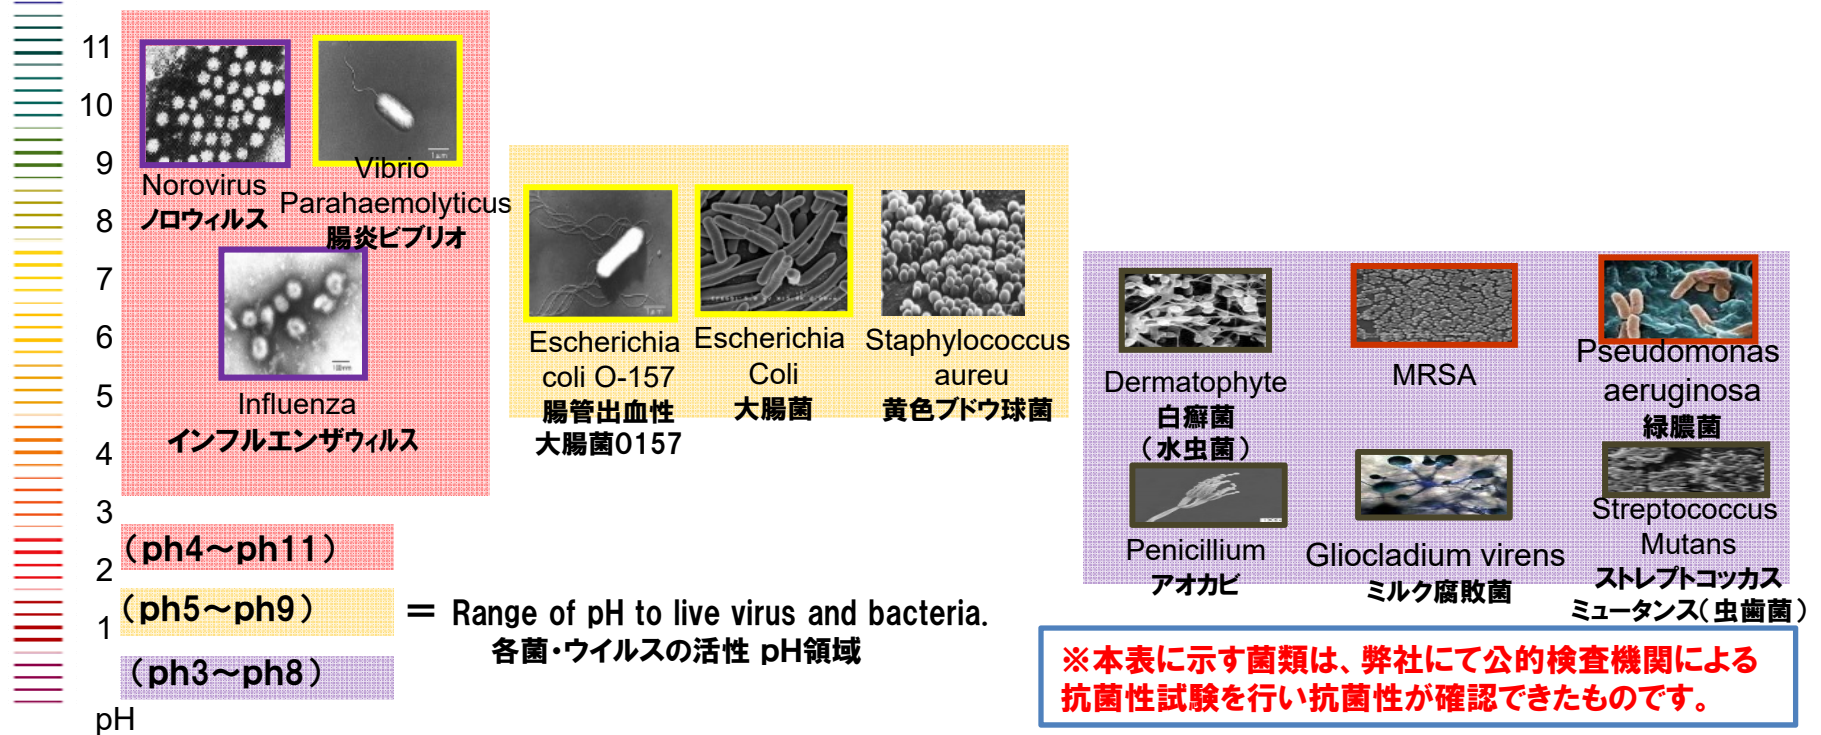 11
10
9
8
7
6
5
4
3
2
1
pH
Norovirus
ノロウィルス
Vibrio
Parahaemolyticus
腸炎ビブリオ
Influenza
インフルエンザウィルス
Escherichia
coli O-157
腸管出血性
大腸菌O157
Escherichia
Coli
大腸菌
Staphylococcus
aureu
黄色ブドウ球菌
Dermatophyte
白癬菌
（水虫菌）
MRSA
Pseudomonas
aeruginosa
緑膿菌
Penicillium
アオカビ
Gliocladium virens
ミルク腐敗菌
Streptococcus
Mutans
ストレプトコッカス
ミュータンス（虫歯菌）
（ph4～ph11）
（ph5～ph9）
（ph3～ph8）
＝ Range of pH to live virus and bacteria.
各菌・ウイルスの活性 pH領域
※本表に示す菌類は、弊社にて公的検査機関による
抗菌性試験を行い抗菌性が確認できたものです。